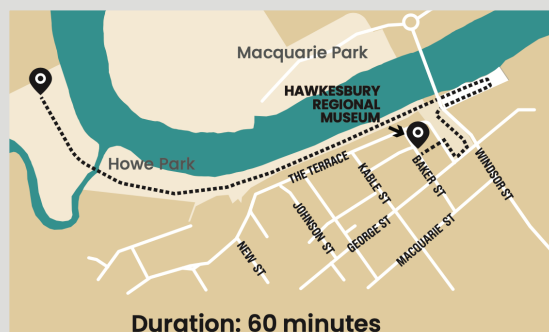 Macquarie Park
HAWKESBURY
REGIONAL
MUSEUM
Howe Park
THE TERRACE
KABLE ST
BAKER ST
WINDSOR ST
JOHNSON ST
GEORGE ST
MACQUARIE ST
NEW ST
Duration: 60 minutes